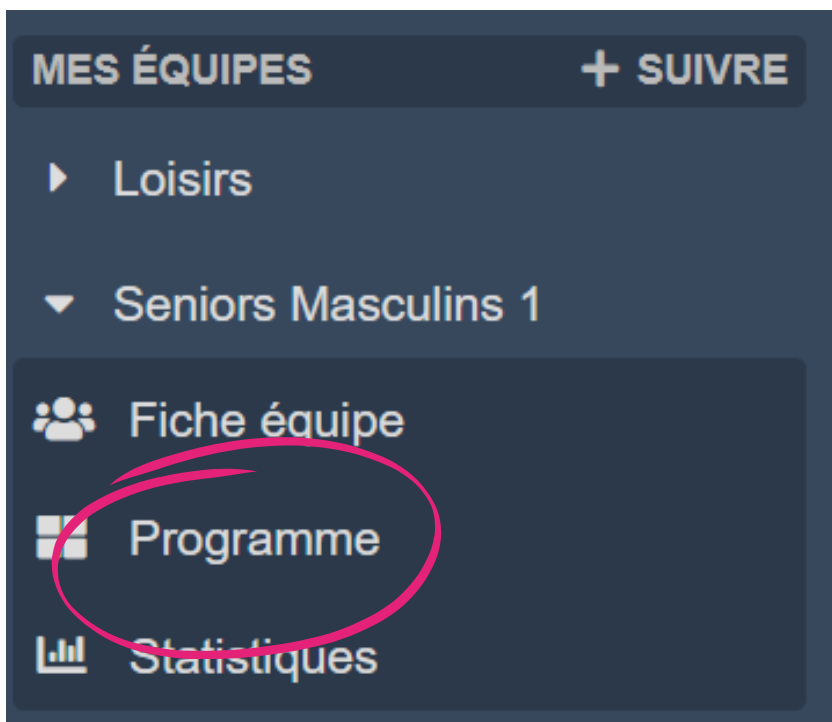 MES ÉQUIPES + SUIVRE
Loisirs
Seniors Masculins 1
Fiche équipe
Programme
Statistiques